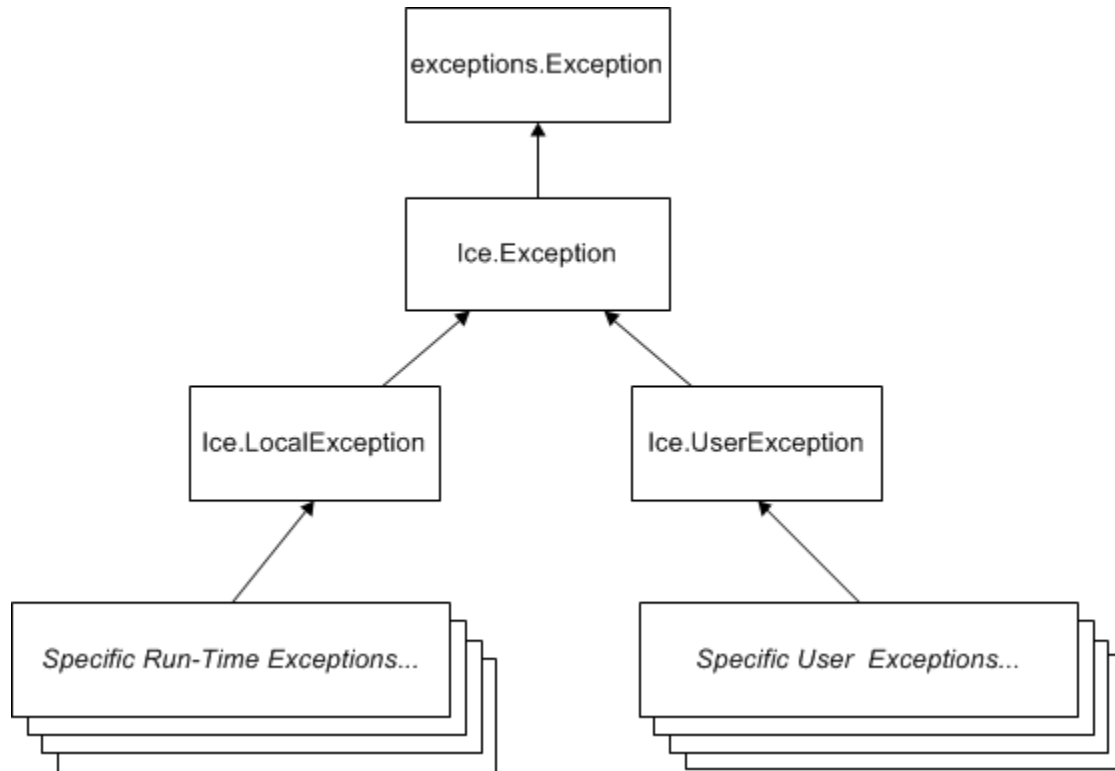 exceptions.Exception
Ice.Exception
Ice.LocalException
Ice.UserException
Specific Run-Time Exceptions...
Specific User Exceptions...